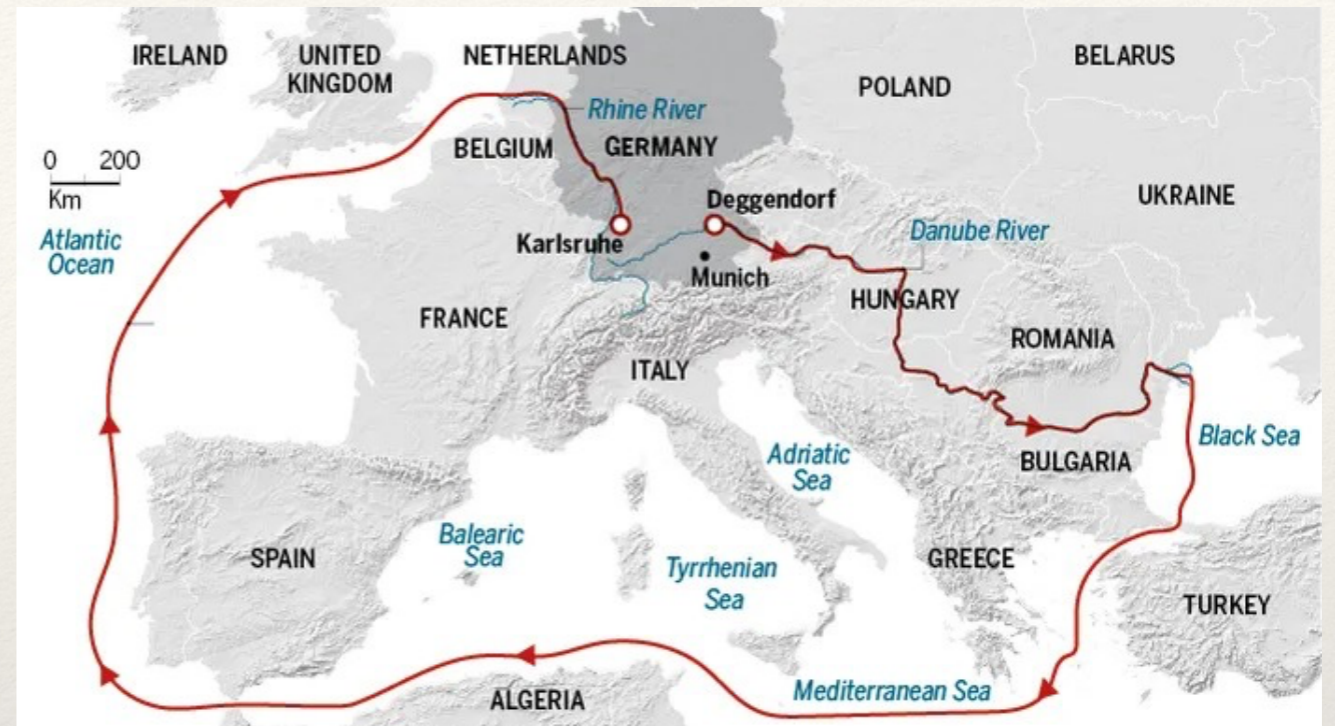 IRELAND
UNITED
KINGDOM
NETHERLANDS
BELARUS
POLAND
Rhine River
BELGIUM
GERMANY
0 200
Km
UKRAINE
Deggendorf
Atlantic
Ocean
Karlsruhe
Danube River
Munich
HUNGARY
FRANCE
ROMANIA
ITALY
Black Sea
Adriatic
Sea
BULGARIA
Balearic
Sea
SPAIN
Tyrrhenian
Sea
GREECE
TURKEY
Mediterranean Sea
ALGERIA